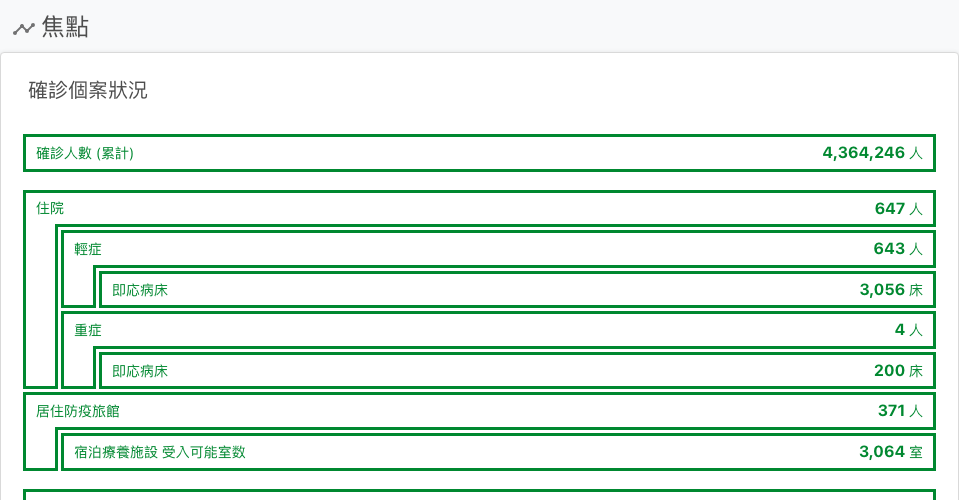 焦點
確診個案狀況
確診人數 (累計) 4,364,246 人
住院 647 人
輕症 643 人
即応病床 3,056 床
重症 4 人
即応病床 200 床
居住防疫旅館 371 人
宿泊療養施設 受入可能室数 3,064 室